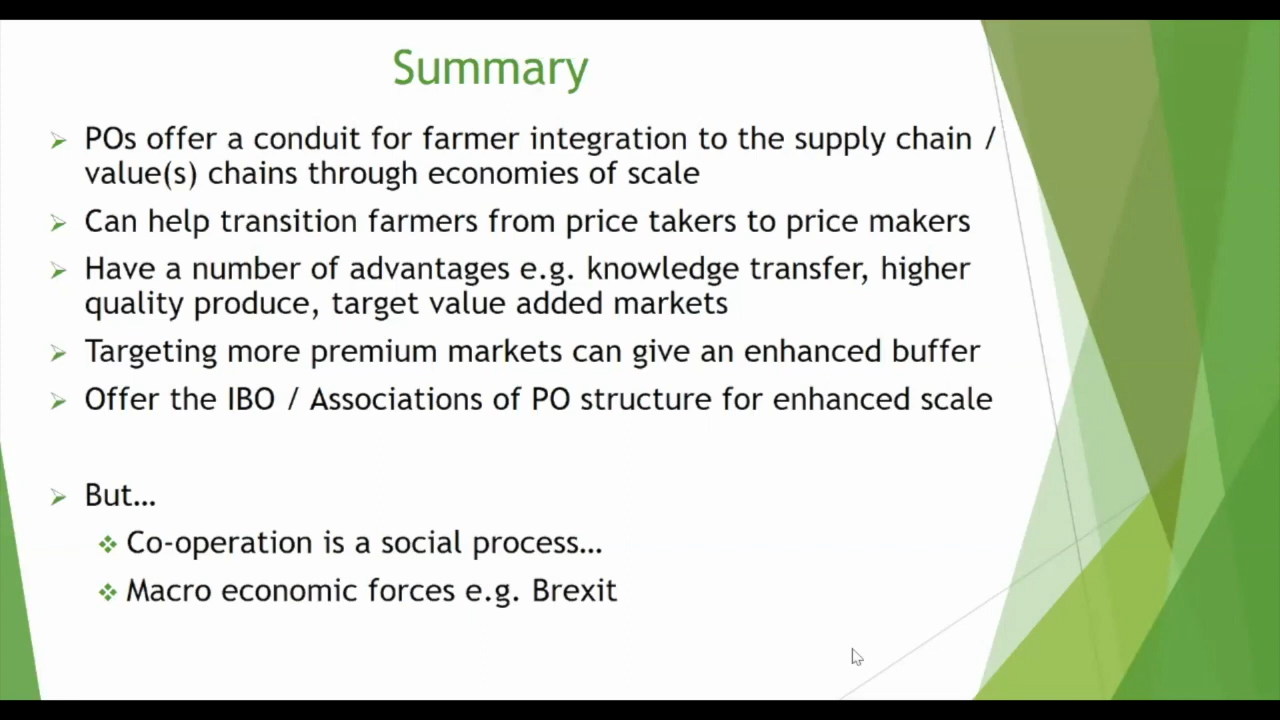 Summary
POs offer a conduit for farmer integration to the supply chain /
value(s) chains through economies of scale
Can help transition farmers from price takers to price makers
Have a number of advantages e.g. knowledge transfer, higher
quality produce, target value added markets
Targeting more premium markets can give an enhanced buffer
Offer the IBO / Associations of PO structure for enhanced scale
But…
Co-operation is a social process…
Macro economic forces e.g. Brexit